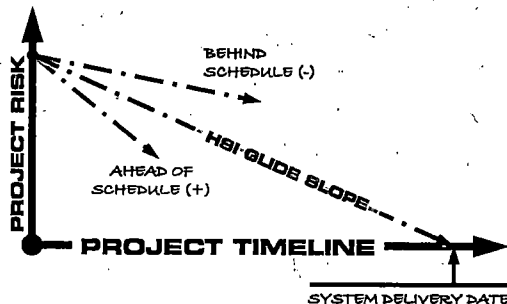 PROJECT RISK
BEHIND
SCHEDULE (-)
HSI GLIDE SLOPE
AHEAD OF
SCHEDULE (+)
PROJECT TIMELINE
SYSTEM DELIVERY DATE